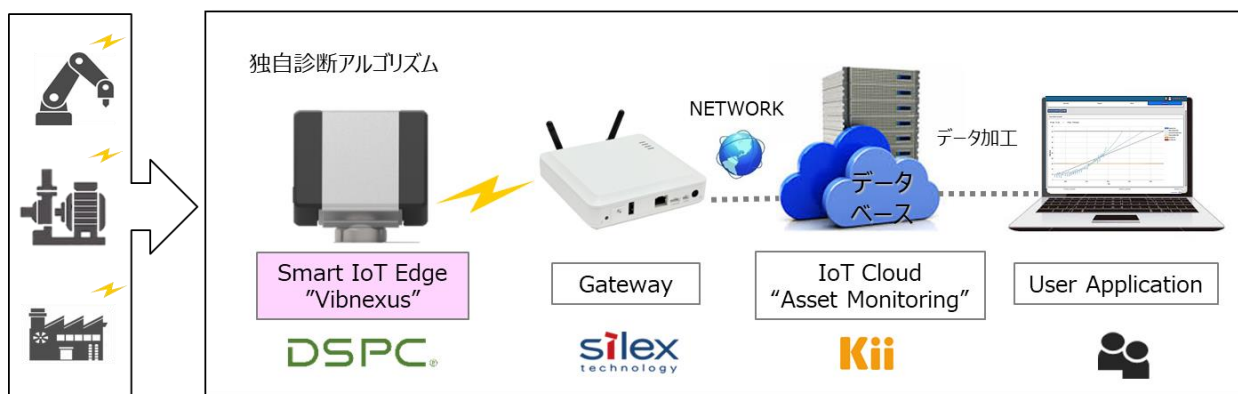 独自診断アルゴリズム
NETWORK
データ加工
データ
ベース
Smart IoT Edge
”Vibnexus”
Gateway
IoT Cloud
“Asset Monitoring”
User Application
DSPC®
silex
technology
Kii